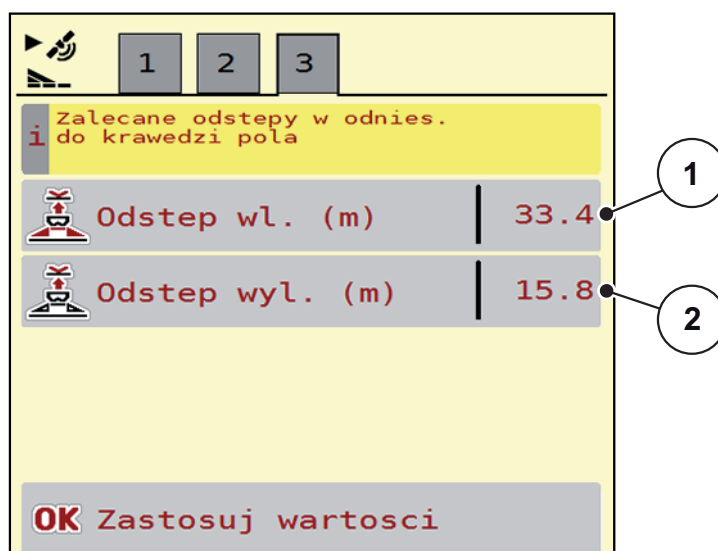 1 2 3
i Zalecane odstepy w odnies.
do krawedzi pola
Odstep wl. (m) 33.4
1
Odstep wyl. (m) 15.8
2
OK Zastosuj wartosci